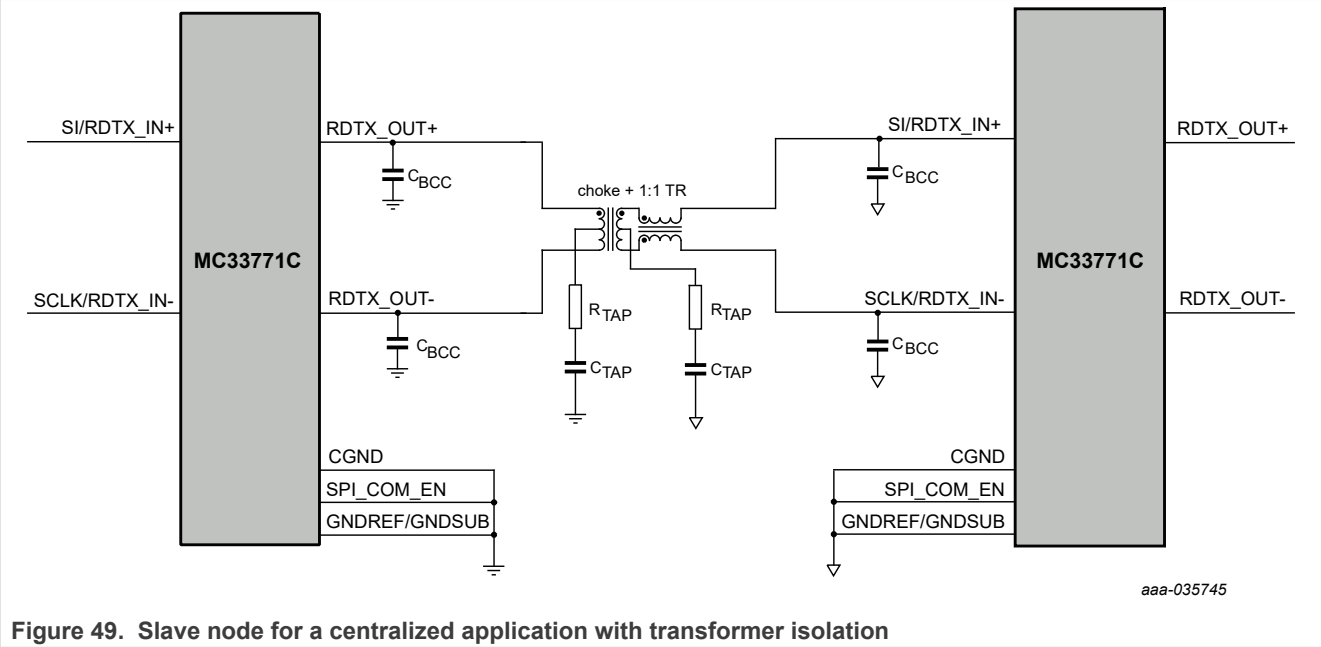 SI/RDTX_IN+
RDTX_OUT+
SI/RDTX_IN+
RDTX_OUT+
CBCC
CBCC
choke + 1:1 TR
MC33771C
MC33771C
SCLK/RDTX_IN-
RDTX_OUT-
SCLK/RDTX_IN-
RDTX_OUT-
RTAP
RTAP
CBCC
CBCC
CTAP
CTAP
CGND
CGND
SPI_COM_EN
SPI_COM_EN
GNDREF/GNDSUB
GNDREF/GNDSUB
aaa-035745
Figure 49. Slave node for a centralized application with transformer isolation